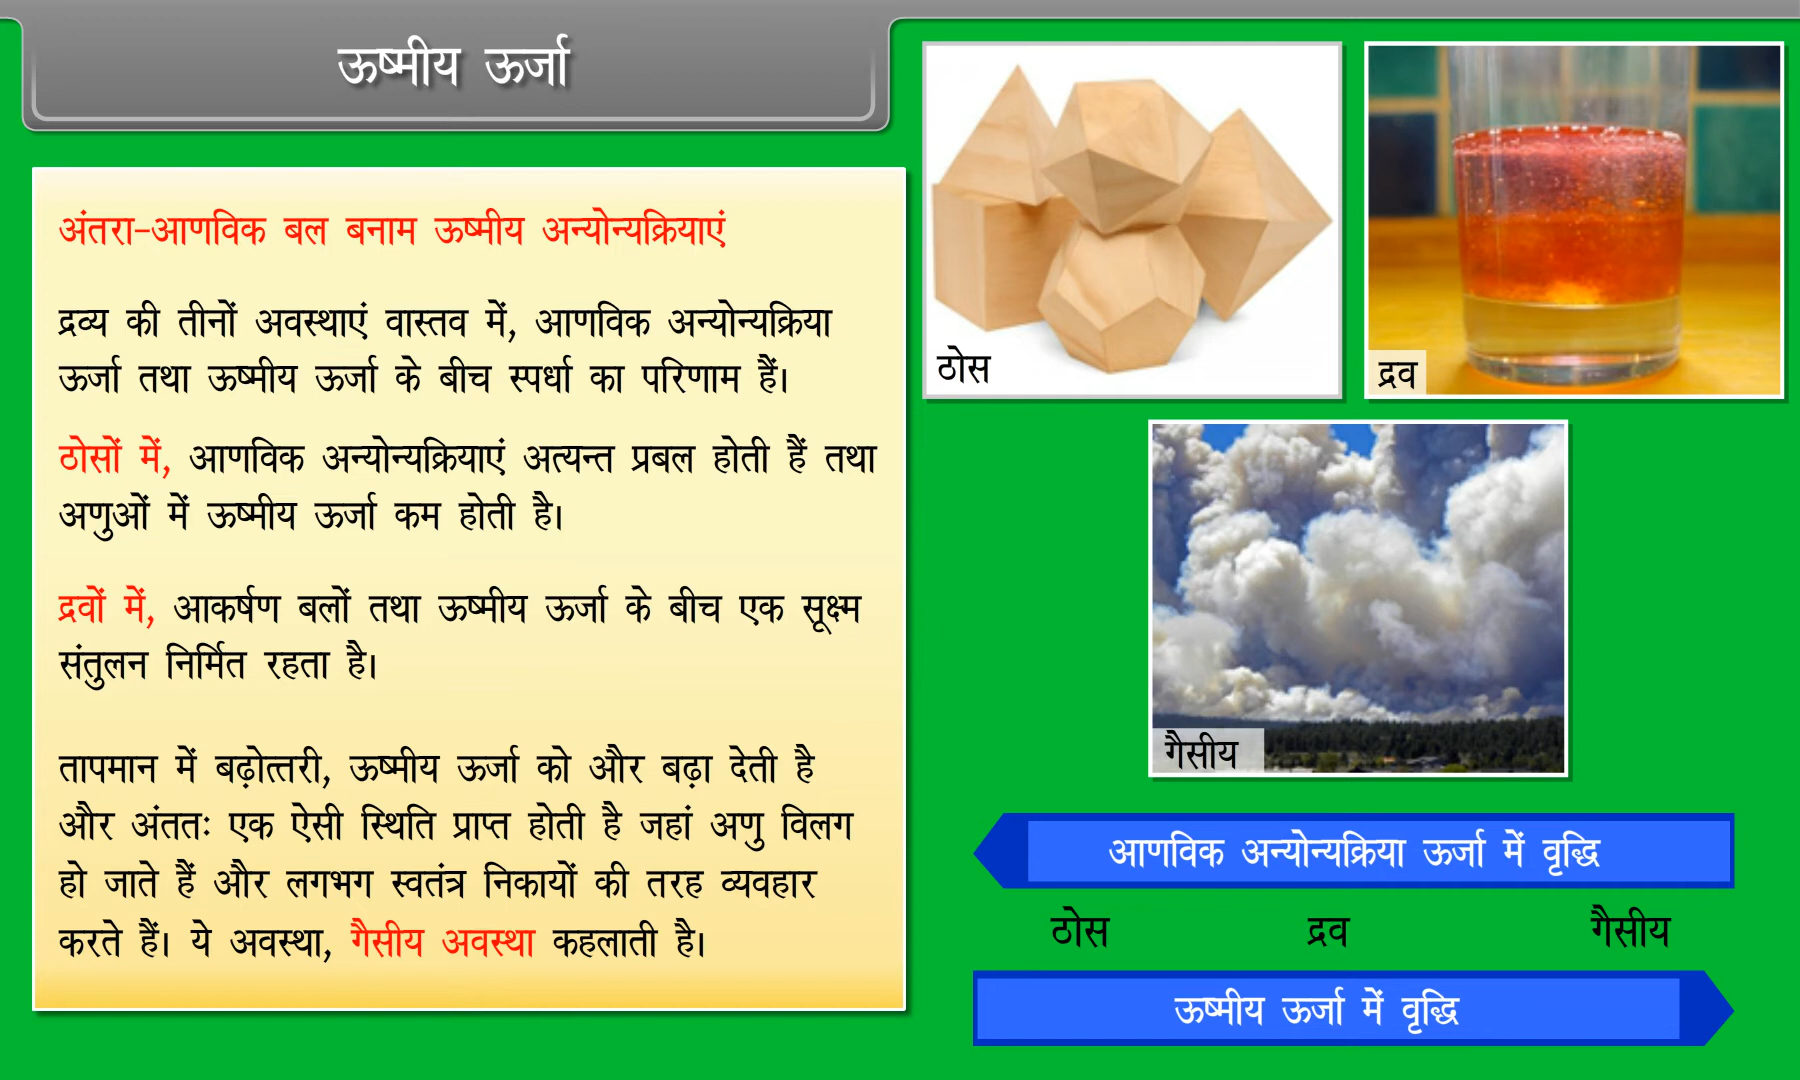 ऊष्मीय ऊर्जा
अंतरा-आणविक बल बनाम ऊष्मीय अन्योन्यक्रियाएं
द्रव्य की तीनों अवस्थाएं वास्तव में, आणविक अन्योन्यक्रिया
ऊर्जा तथा ऊष्मीय ऊर्जा के बीच स्पर्धा का परिणाम हैं।
ठोसों में, आणविक अन्योन्यक्रियाएं अत्यन्त प्रबल होती हैं तथा
अणुओं में ऊष्मीय ऊर्जा कम होती है।
द्रवों में, आकर्षण बलों तथा ऊष्मीय ऊर्जा के बीच एक सूक्ष्म
संतुलन निर्मित रहता है।
तापमान में बढ़ोत्तरी, ऊष्मीय ऊर्जा को और बढ़ा देती है
और अंततः एक ऐसी स्थिति प्राप्त होती है जहां अणु विलग
हो जाते हैं और लगभग स्वतंत्र निकायों की तरह व्यवहार
करते हैं। ये अवस्था, गैसीय अवस्था कहलाती है।
ठोस
द्रव
गैसीय
आणविक अन्योन्यक्रिया ऊर्जा में वृद्धि
ठोस द्रव गैसीय
ऊष्मीय ऊर्जा में वृद्धि